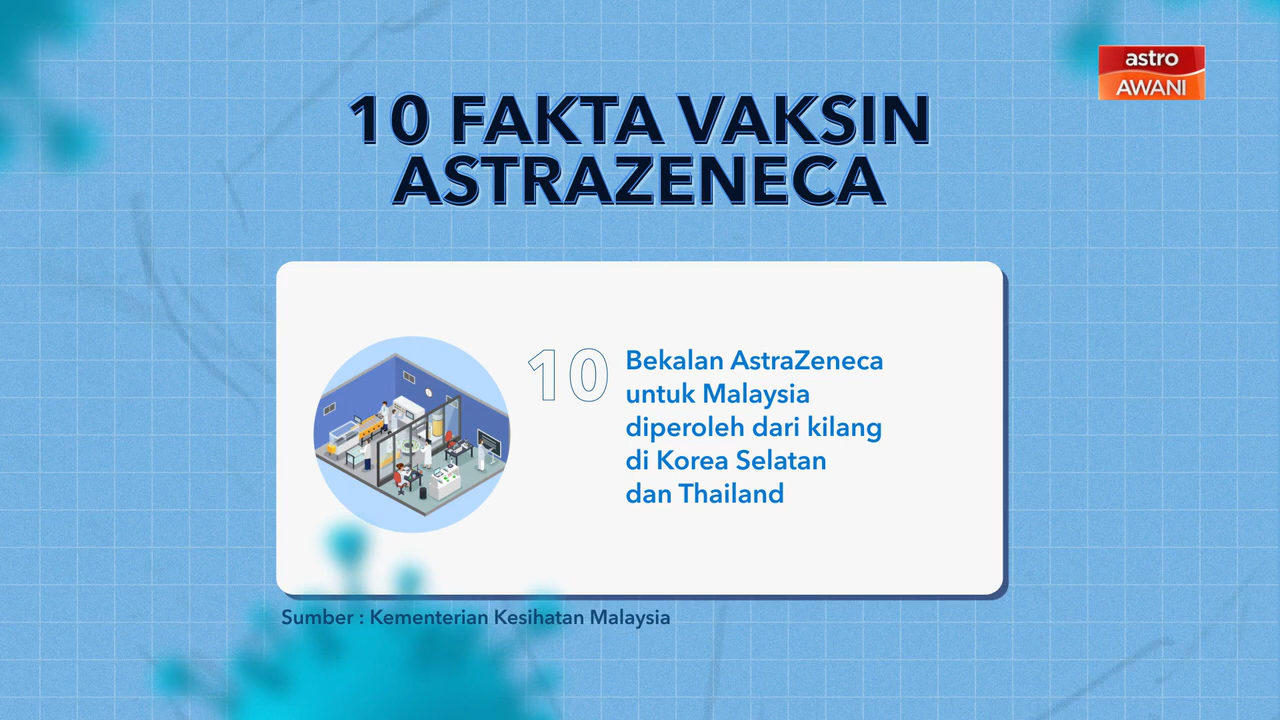 astro
AWANI
10 FAKTA VAKSIN
ASTRAZENECA
10
Bekalan AstraZeneca
untuk Malaysia
diperoleh dari kilang
di Korea Selatan
dan Thailand
Sumber : Kementerian Kesihatan Malaysia